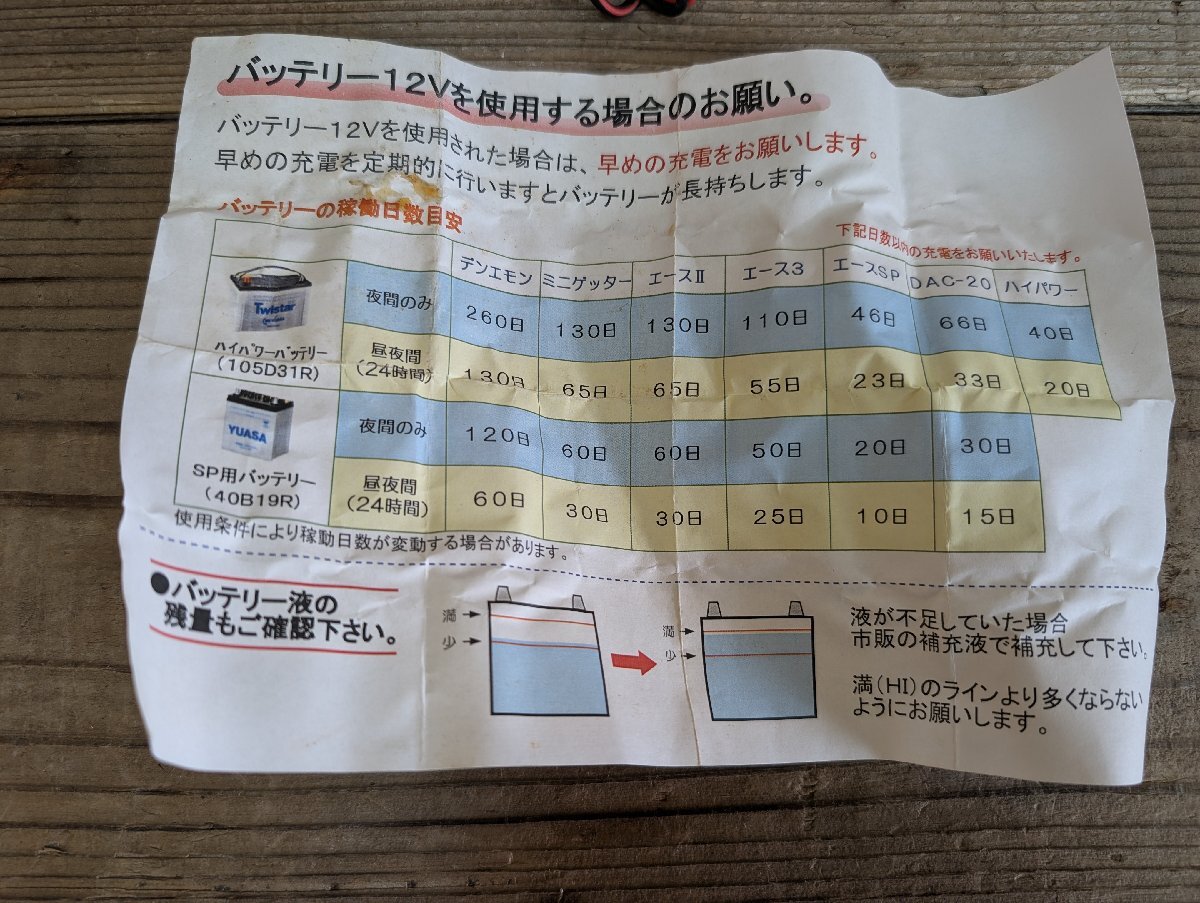 バッテリー12Vを使用する場合のお願い。
バッテリー12Vを使用された場合は、早めの充電をお願いします。
早めの充電を定期的に行いますとバッテリーが長持ちします。
バッテリーの稼働日数目安
下記日数以内の充電をお願いいたします。
デンエモン ミニゲッター エースⅡ エース3 エースSP DAC-20 ハイパワー
Twistar
ﾊｲﾊﾟﾜｰﾊﾞｯﾃﾘｰ
(105D31R)
夜間のみ 260日 130日 130日 110日 46日 66日 40日
昼夜間
(24時間) 130日 65日 65日 55日 23日 33日 20日
YUASA
SP用バッテリー
(40B19R)
夜間のみ 120日 60日 60日 50日 20日 30日
昼夜間
(24時間) 60日 30日 30日 25日 10日 15日
使用条件により稼動日数が変動する場合があります。
●バッテリー液の
残量もご確認下さい。
満
少
満
少
液が不足していた場合
市販の補充液で補充して下さい。
満(HI)のラインより多くならない
ようにお願いします。